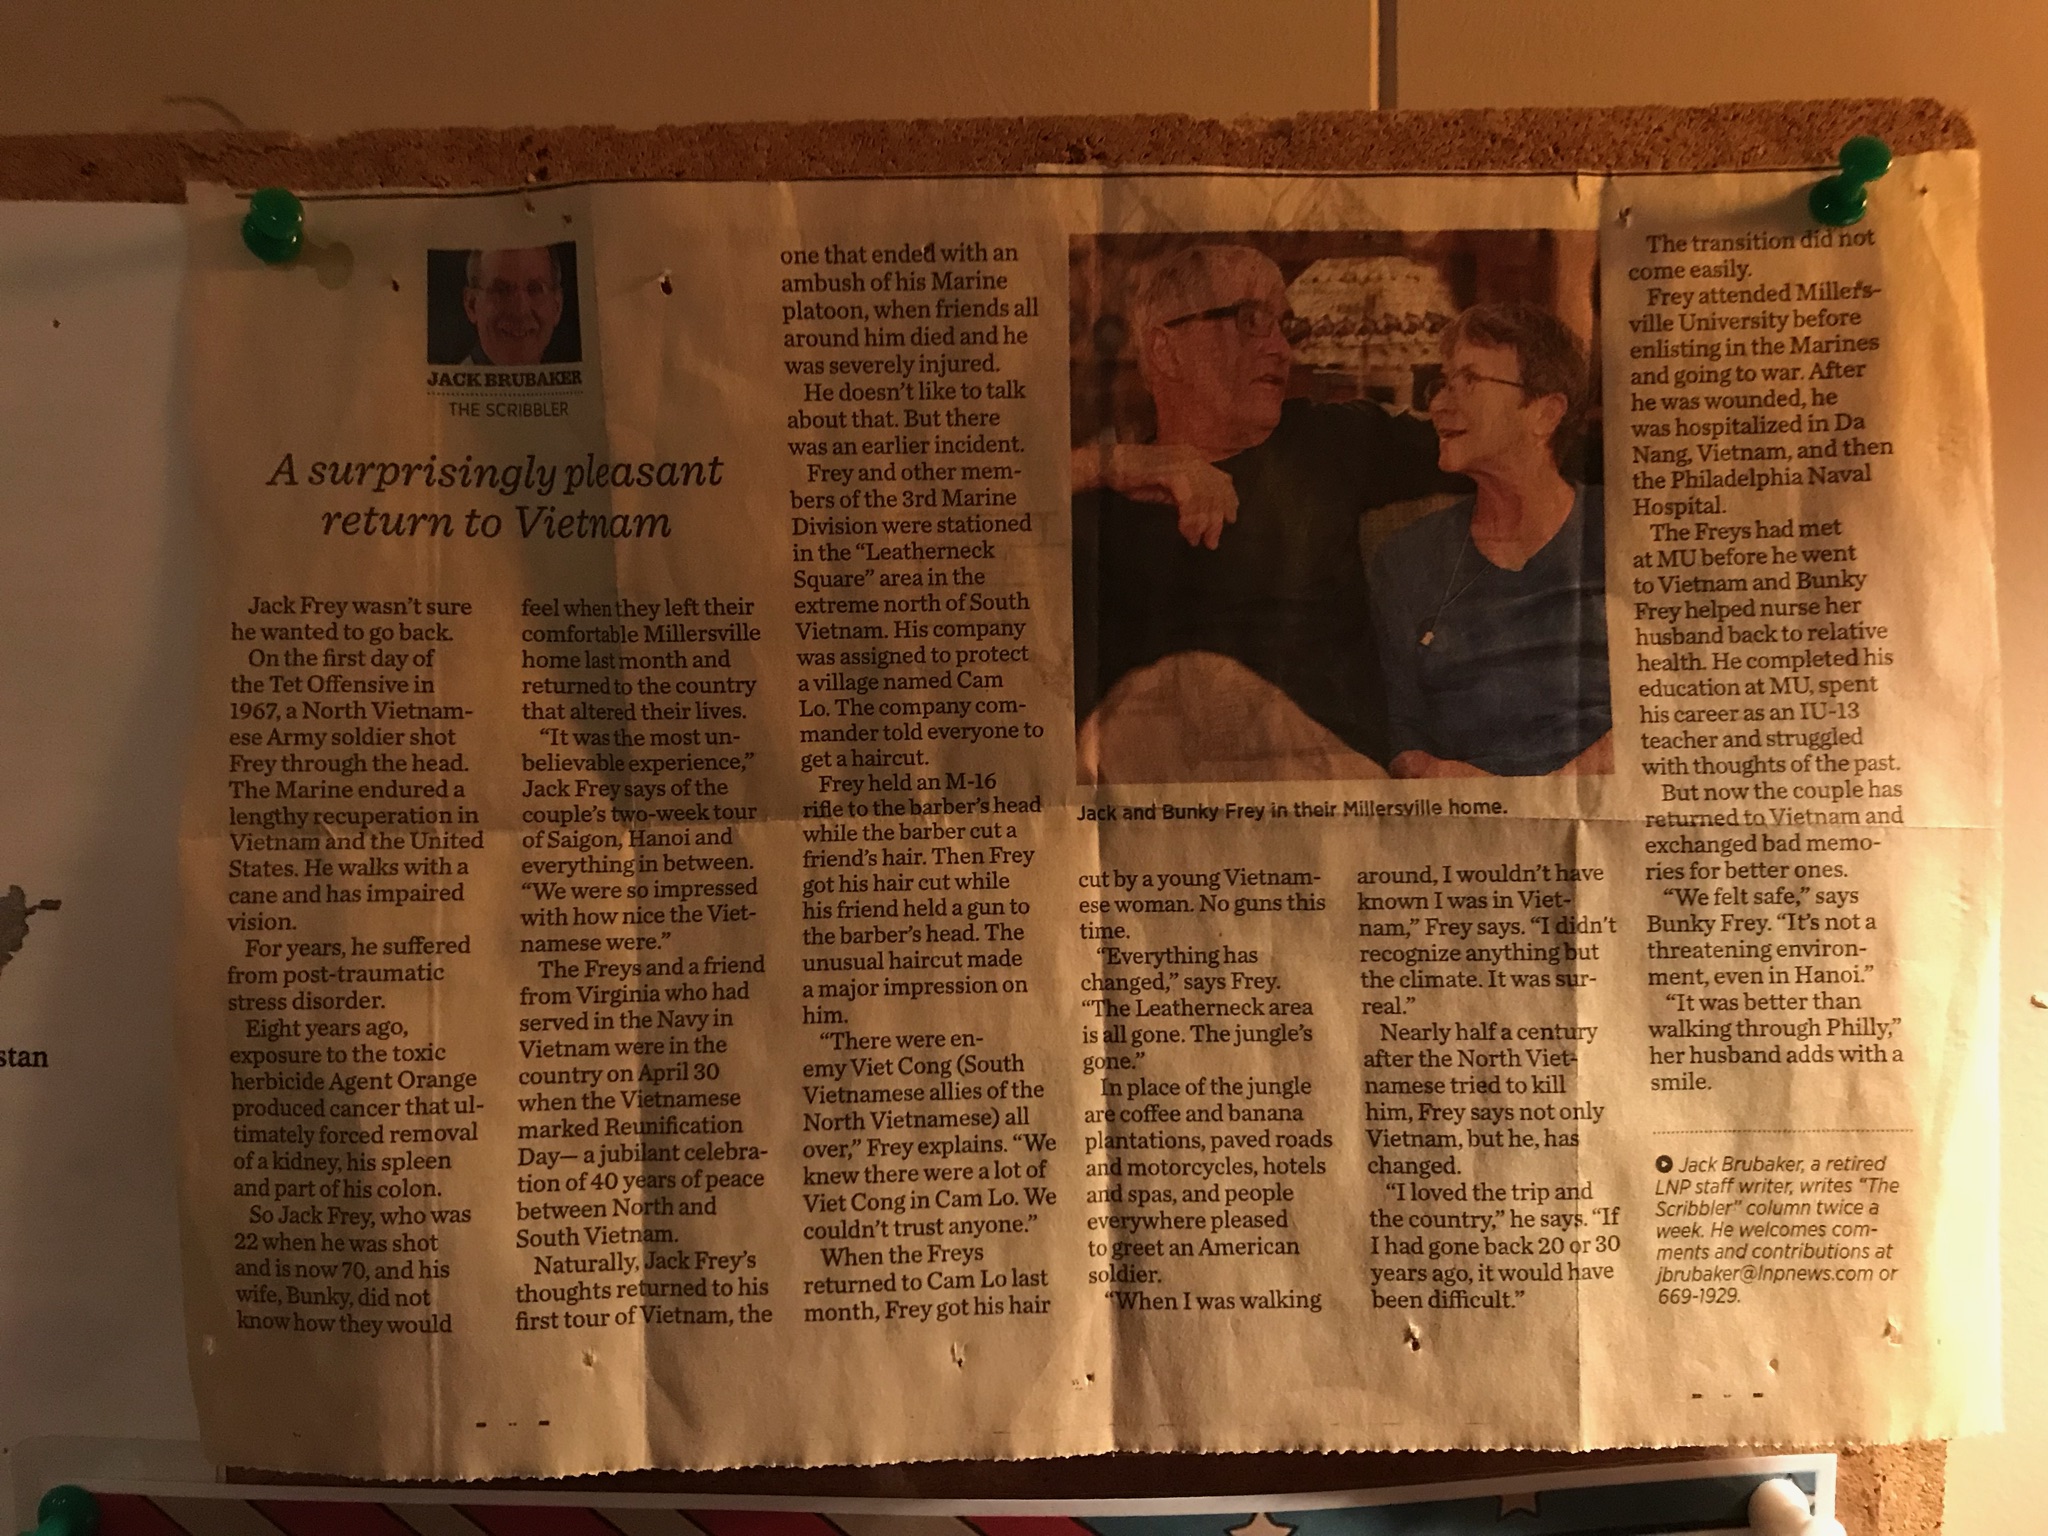 JACK BRUBAKER
THE SCRIBBLER
A surprisingly pleasant
return to Vietnam
Jack Frey wasn't sure
he wanted to go back.
On the first day of
the Tet Offensive in
1967, a North Vietnam-
ese Army soldier shot
Frey through the head.
The Marine endured a
lengthy recuperation in
Vietnam and the United
States. He walks with a
cane and has impaired
vision.
For years, he suffered
from post-traumatic
stress disorder.
Eight years ago,
exposure to the toxic
herbicide Agent Orange
produced cancer that ul-
timately forced removal
of a kidney, his spleen
and part of his colon.
So Jack Frey, who was
22 when he was shot
and is now 70, and his
wife, Bunky, did not
know how they would
feel when they left their
comfortable Millersville
home last month and
returned to the country
that altered their lives.
"It was the most un-
believable experience,"
Jack Frey says of the
couple's two-week tour
of Saigon, Hanoi and
everything in between.
"We were so impressed
with how nice the Viet-
namese were."
The Freys and a friend
from Virginia who had
served in the Navy in
Vietnam were in the
country on April 30
when the Vietnamese
marked Reunification
Day— a jubilant celebra-
tion of 40 years of peace
between North and
South Vietnam.
Naturally, Jack Frey's
thoughts returned to his
first tour of Vietnam, the
one that ended with an
ambush of his Marine
platoon, when friends all
around him died and he
was severely injured.
He doesn't like to talk
about that. But there
was an earlier incident.
Frey and other mem-
bers of the 3rd Marine
Division were stationed
in the "Leatherneck
Square" area in the
extreme north of South
Vietnam. His company
was assigned to protect
a village named Cam
Lo. The company com-
mander told everyone to
get a haircut.
Frey held an M-16
rifle to the barber's head
while the barber cut a
friend's hair. Then Frey
got his hair cut while
his friend held a gun to
the barber's head. The
unusual haircut made
a major impression on
him.
"There were en-
emy Viet Cong (South
Vietnamese allies of the
North Vietnamese) all
over," Frey explains. "We
knew there were a lot of
Viet Cong in Cam Lo. We
couldn't trust anyone."
When the Freys
returned to Cam Lo last
month, Frey got his hair
Jack and Bunky Frey in their Millersville home.
cut by a young Vietnam-
ese woman. No guns this
time.
"Everything has
changed," says Frey.
"The Leatherneck area
is all gone. The jungle's
gone."
In place of the jungle
are coffee and banana
plantations, paved roads
and motorcycles, hotels
and spas, and people
everywhere pleased
to greet an American
soldier.
"When I was walking
around, I wouldn't have
known I was in Viet-
nam," Frey says. "I didn't
recognize anything but
the climate. It was sur-
real."
Nearly half a century
after the North Viet-
namese tried to kill
him, Frey says not only
Vietnam, but he, has
changed.
"I loved the trip and
the country," he says. "If
I had gone back 20 or 30
years ago, it would have
been difficult."
The transition did not
come easily.
Frey attended Millers-
ville University before
enlisting in the Marines
and going to war. After
he was wounded, he
was hospitalized in Da
Nang, Vietnam, and then
the Philadelphia Naval
Hospital.
The Freys had met
at MU before he went
to Vietnam and Bunky
Frey helped nurse her
husband back to relative
health. He completed his
education at MU, spent
his career as an IU-13
teacher and struggled
with thoughts of the past.
But now the couple has
returned to Vietnam and
exchanged bad memo-
ries for better ones.
"We felt safe," says
Bunky Frey. "It's not a
threatening environ-
ment, even in Hanoi."
"It was better than
walking through Philly,"
her husband adds with a
smile.
Jack Brubaker, a retired
LNP staff writer, writes "The
Scribbler" column twice a
week. He welcomes com-
ments and contributions at
jbrubaker@lnpnews.com or
669-1929.
stan